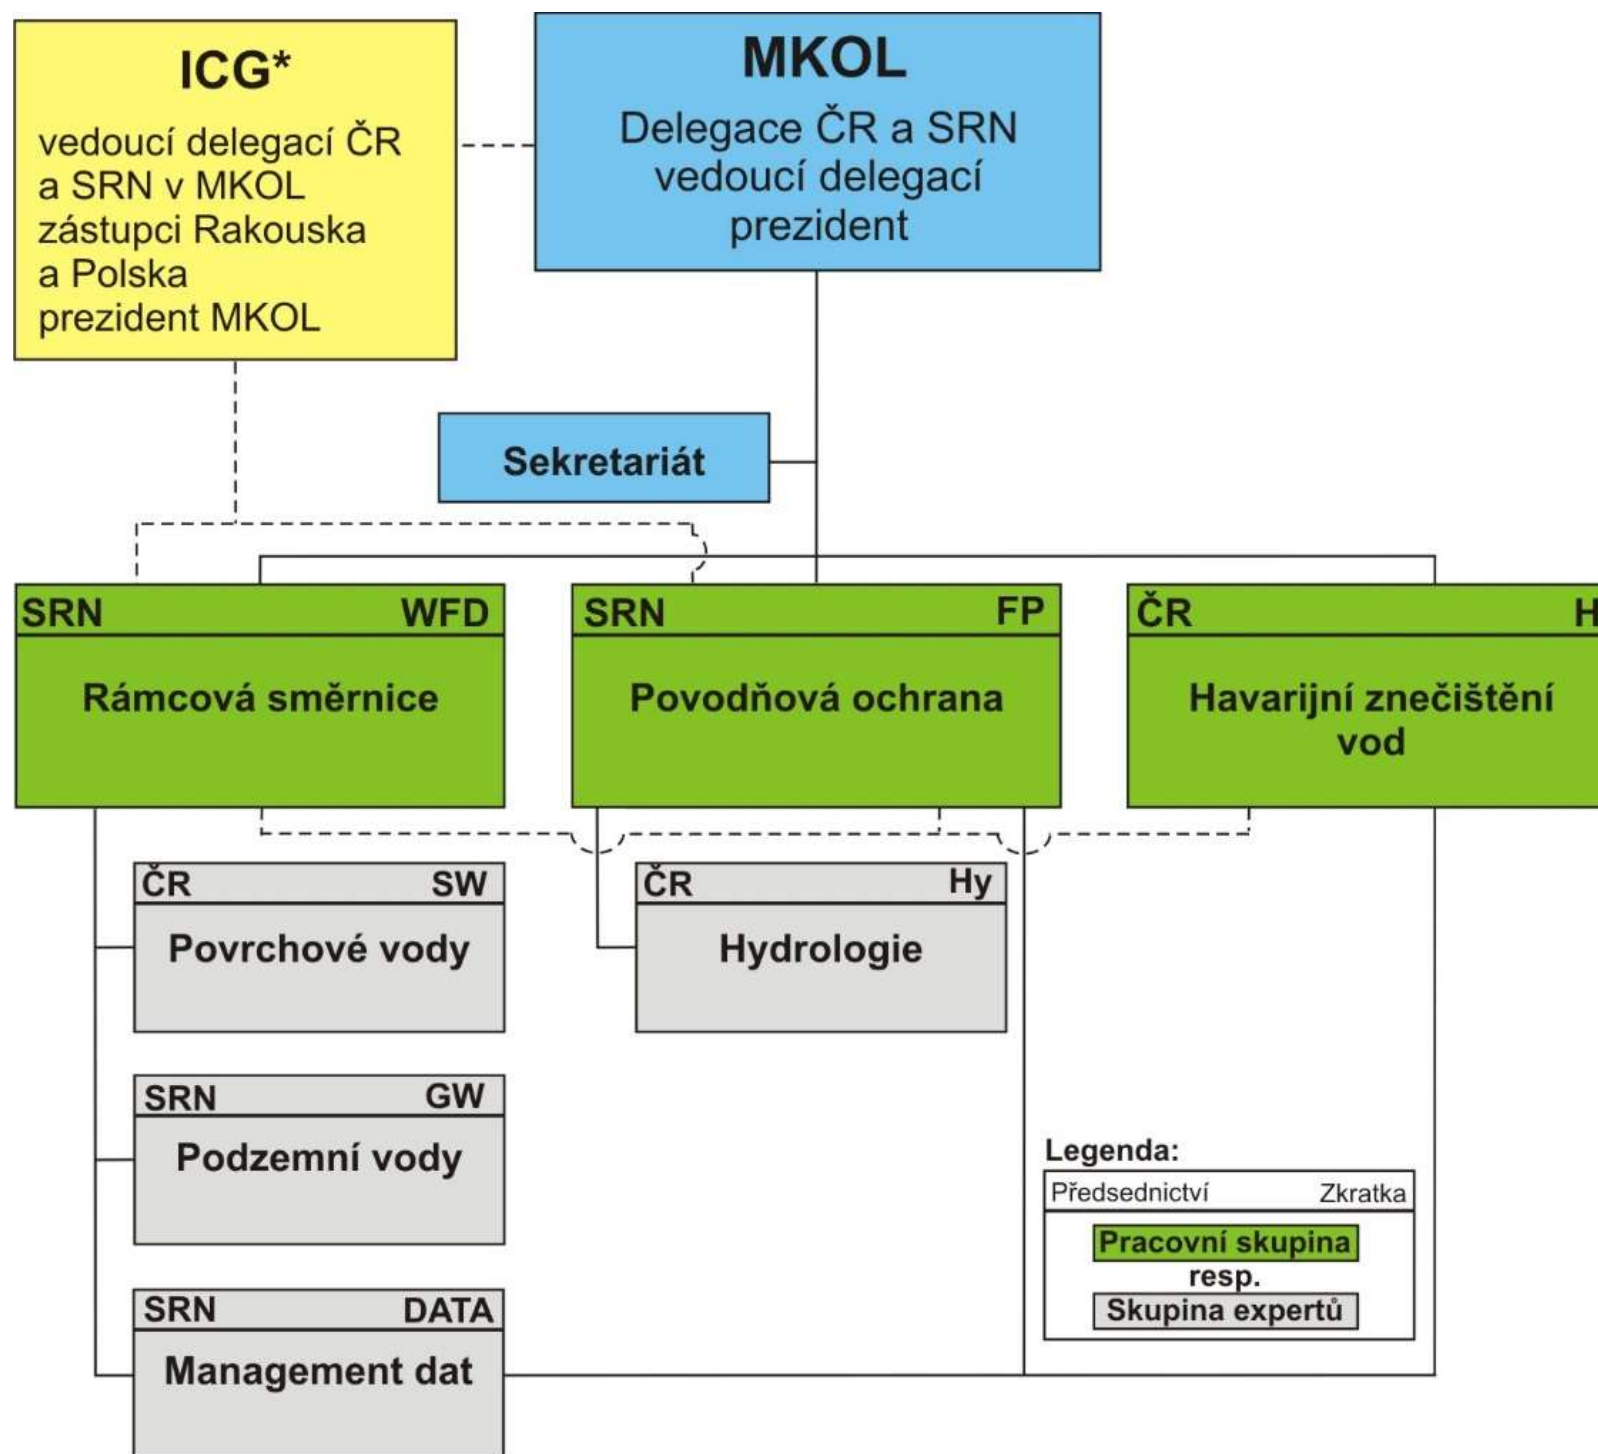 ICG*
vedoucí delegací ČR
a SRN v MKOL
zástupci Rakouska
a Polska
prezident MKOL
MKOL
Delegace ČR a SRN
vedoucí delegací
prezident
Sekretariát
SRN WFD
Rámcová směrnice
SRN FP
Povodňová ochrana
ČR H
Havarijní znečištění
vod
ČR SW
Povrchové vody
ČR Hy
Hydrologie
SRN GW
Podzemní vody
SRN DATA
Management dat
Legenda:
Předsednictví Zkratka
Pracovní skupina
resp.
Skupina expertů